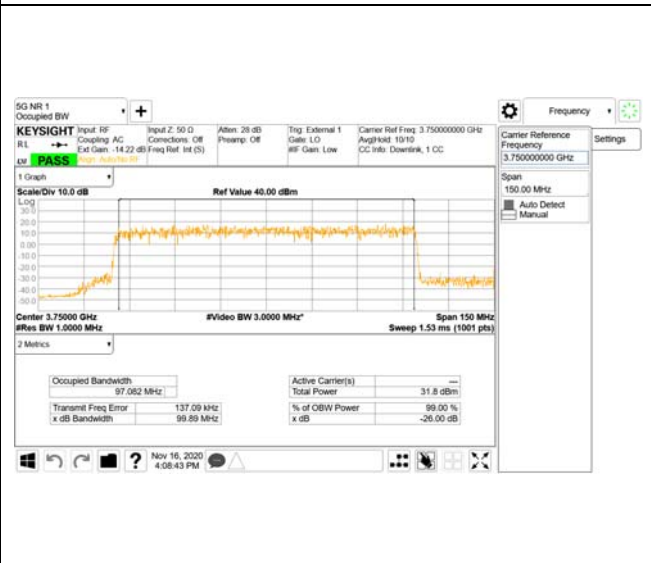 5G NR 1
Occupied BW
Frequency
KEYSIGHT
RL
PASS
Input: RF
Coupling: AC
Ext Gain: -14.22 dB
Align: Auto/No RF
Input Z: 50 Ω
Corrections: Off
Freq Ref: Int (S)
Atten: 28 dB
Preamp: Off
Trig: External 1
Gate: LO
#IF Gain: Low
Carrier Ref Freq: 3.750000000 GHz
Avg|Hold: 10/10
CC Info: Downlink, 1 CC
Carrier Reference
Frequency
3.750000000 GHz
Settings
Span
150.00 MHz
Auto Detect
Manual
1 Graph
Scale/Div 10.0 dB
Ref Value 40.00 dBm
Log
30.0
20.0
10.0
0.00
-10.0
-20.0
-30.0
-40.0
-50.0
Center 3.75000 GHz
#Video BW 3.0000 MHz*
Span 150 MHz
#Res BW 1.0000 MHz
Sweep 1.53 ms (1001 pts)
2 Metrics
Occupied Bandwidth
97.082 MHz
Active Carrier(s) ---
Total Power 31.8 dBm
Transmit Freq Error 137.09 kHz
x dB Bandwidth 99.89 MHz
% of OBW Power 99.00 %
x dB -26.00 dB
?
Nov 16, 2020
4:08:43 PM